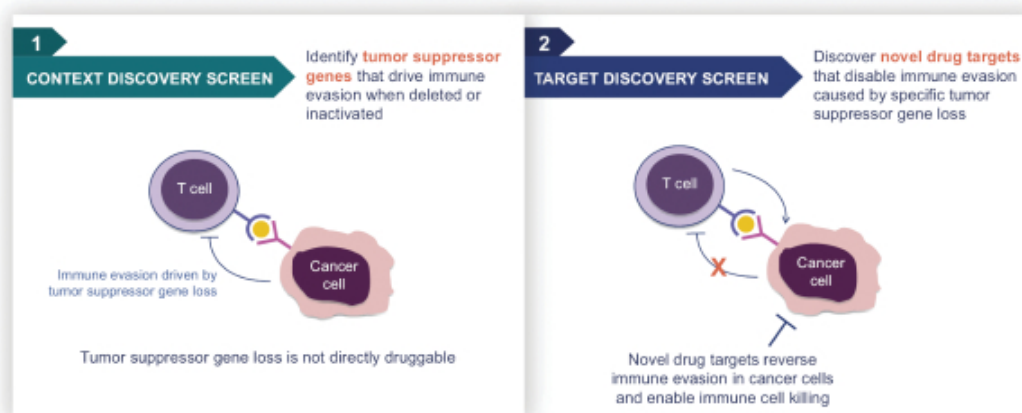 1
CONTEXT DISCOVERY SCREEN
Identify tumor suppressor
genes that drive immune
evasion when deleted or
inactivated
T cell
Cancer
cell
Immune evasion driven by
tumor suppressor gene loss
Tumor suppressor gene loss is not directly druggable
2
TARGET DISCOVERY SCREEN
Discover novel drug targets
that disable immune evasion
caused by specific tumor
suppressor gene loss
T cell
X
Cancer
cell
Novel drug targets reverse
immune evasion in cancer cells
and enable immune cell killing